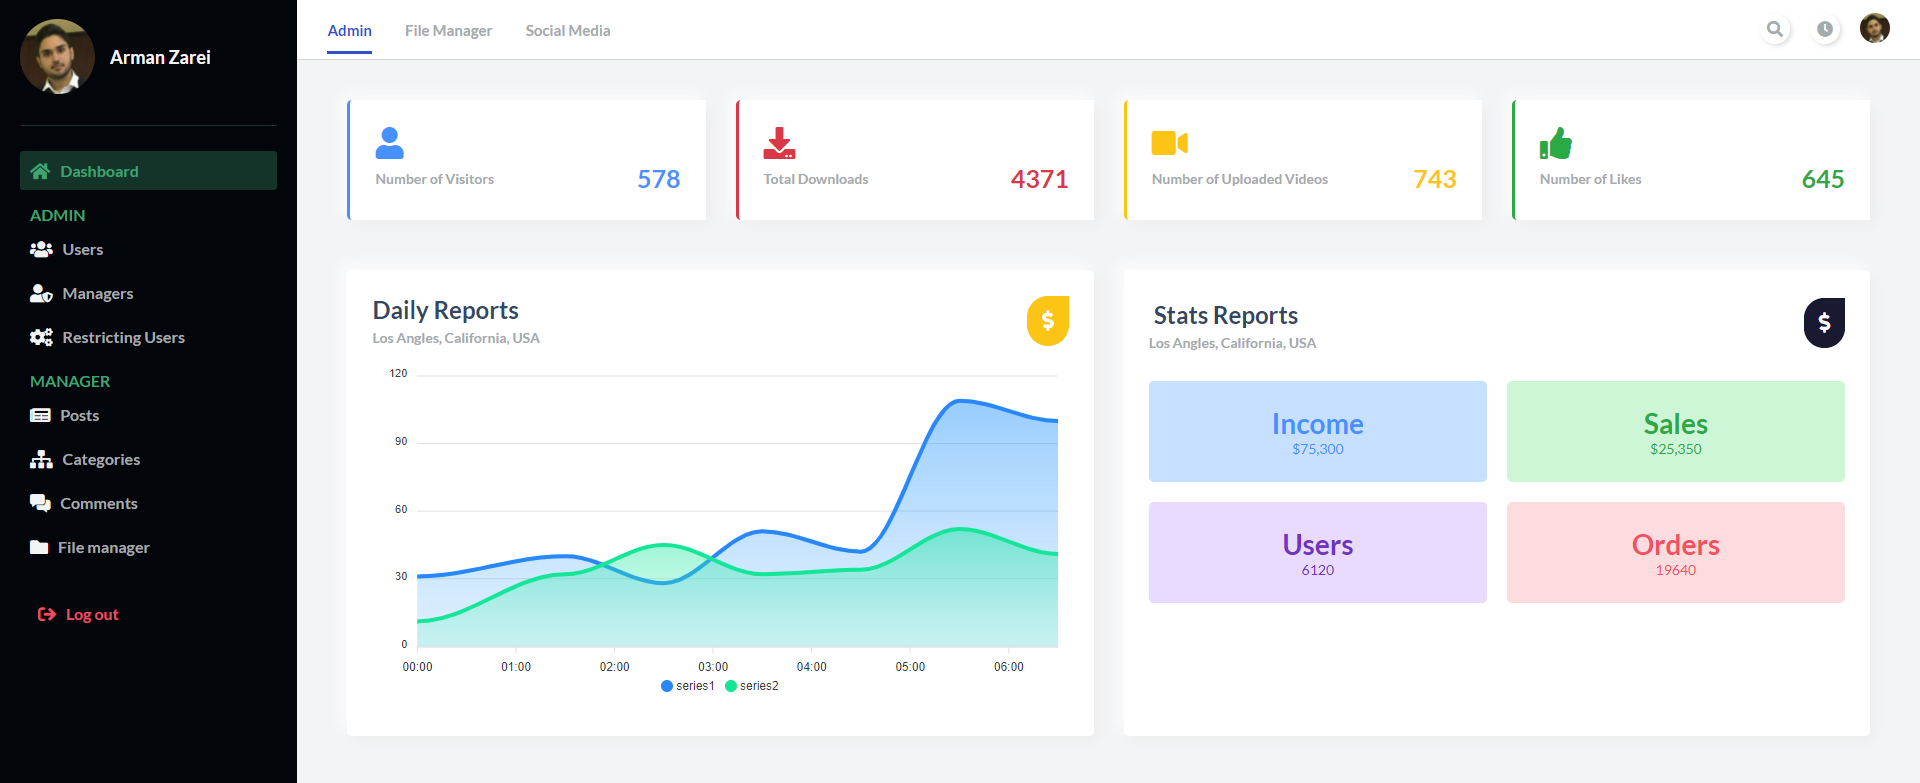 Arman Zarei
Dashboard
ADMIN
Users
Managers
Restricting Users
MANAGER
Posts
Categories
Comments
File manager
Log out
Admin File Manager Social Media
Number of Visitors 578
Total Downloads 4371
Number of Uploaded Videos 743
Number of Likes 645
Daily Reports
Los Angles, California, USA
$
120
90
60
30
0
00:00 01:00 02:00 03:00 04:00 05:00 06:00
series1 series2
Stats Reports
Los Angles, California, USA
$
Income
$75,300
Sales
$25,350
Users
6120
Orders
19640